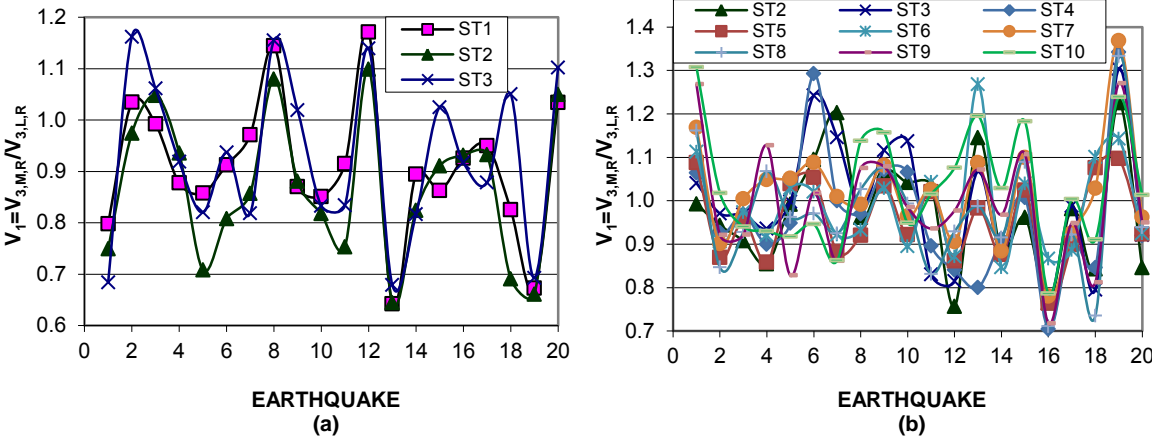 V1=V3,M,R/V3,L,R
1.2
1.1
1.0
0.9
0.8
0.7
0.6
0 2 4 6 8 10 12 14 16 18 20
ST1
ST2
ST3
EARTHQUAKE
(a)
ST2 ST3 ST4
ST5 ST6 ST7
ST8 ST9 ST10
V1=V3,M,R/V3,L,R
1.4
1.3
1.2
1.1
1.0
0.9
0.8
0.7
0 2 4 6 8 10 12 14 16 18 20
EARTHQUAKE
(b)